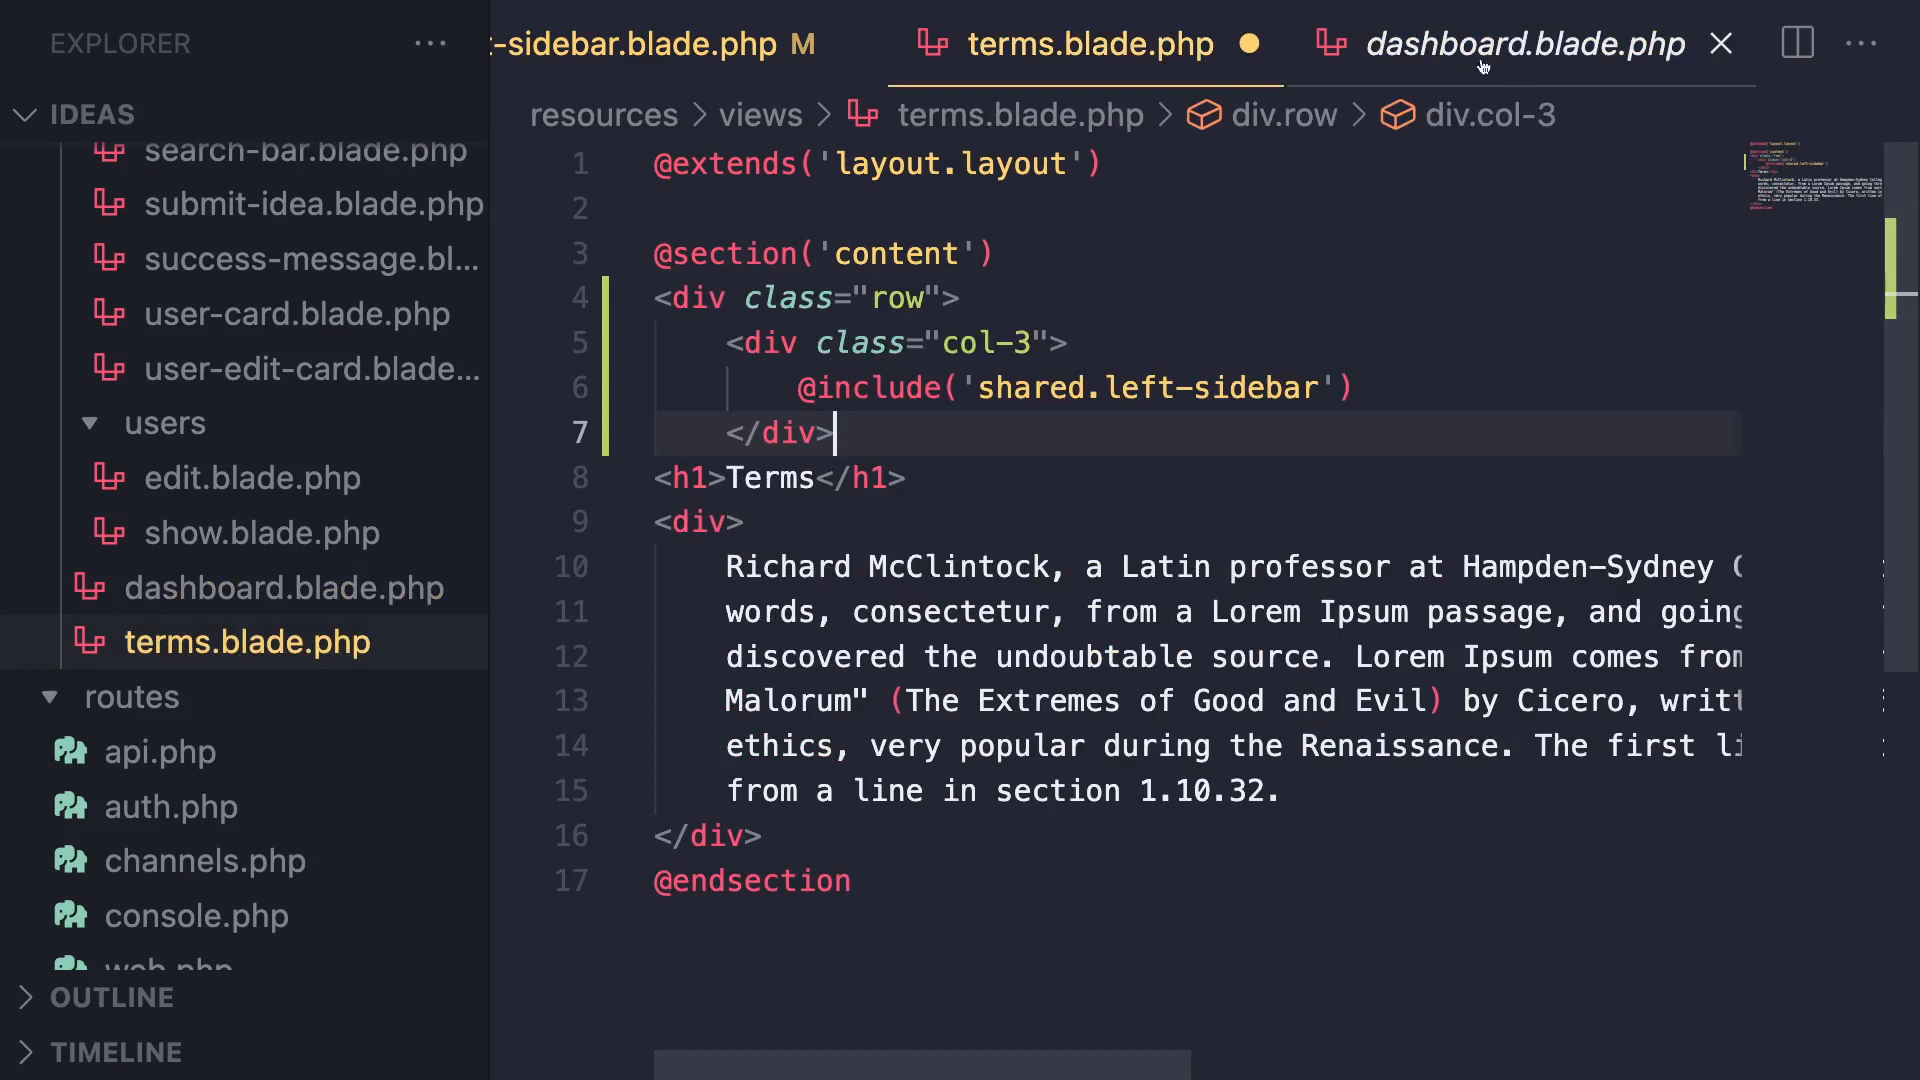 EXPLORER
IDEAS
search-bar.blade.php
submit-idea.blade.php
success-message.bl...
user-card.blade.php
user-edit-card.blade...
users
edit.blade.php
show.blade.php
dashboard.blade.php
terms.blade.php
routes
api.php
auth.php
channels.php
console.php
web.php
OUTLINE
TIMELINE
-sidebar.blade.php M
terms.blade.php
dashboard.blade.php
resources > views > terms.blade.php > div.row > div.col-3
1 @extends('layout.layout')
2
3 @section('content')
4 <div class="row">
5 <div class="col-3">
6 @include('shared.left-sidebar')
7 </div>
8 <h1>Terms</h1>
9 <div>
10 Richard McClintock, a Latin professor at Hampden-Sydney
11 words, consectetur, from a Lorem Ipsum passage, and going
12 discovered the undoubtable source. Lorem Ipsum comes from
13 Malorum" (The Extremes of Good and Evil) by Cicero, writt
14 ethics, very popular during the Renaissance. The first li
15 from a line in section 1.10.32.
16 </div>
17 @endsection